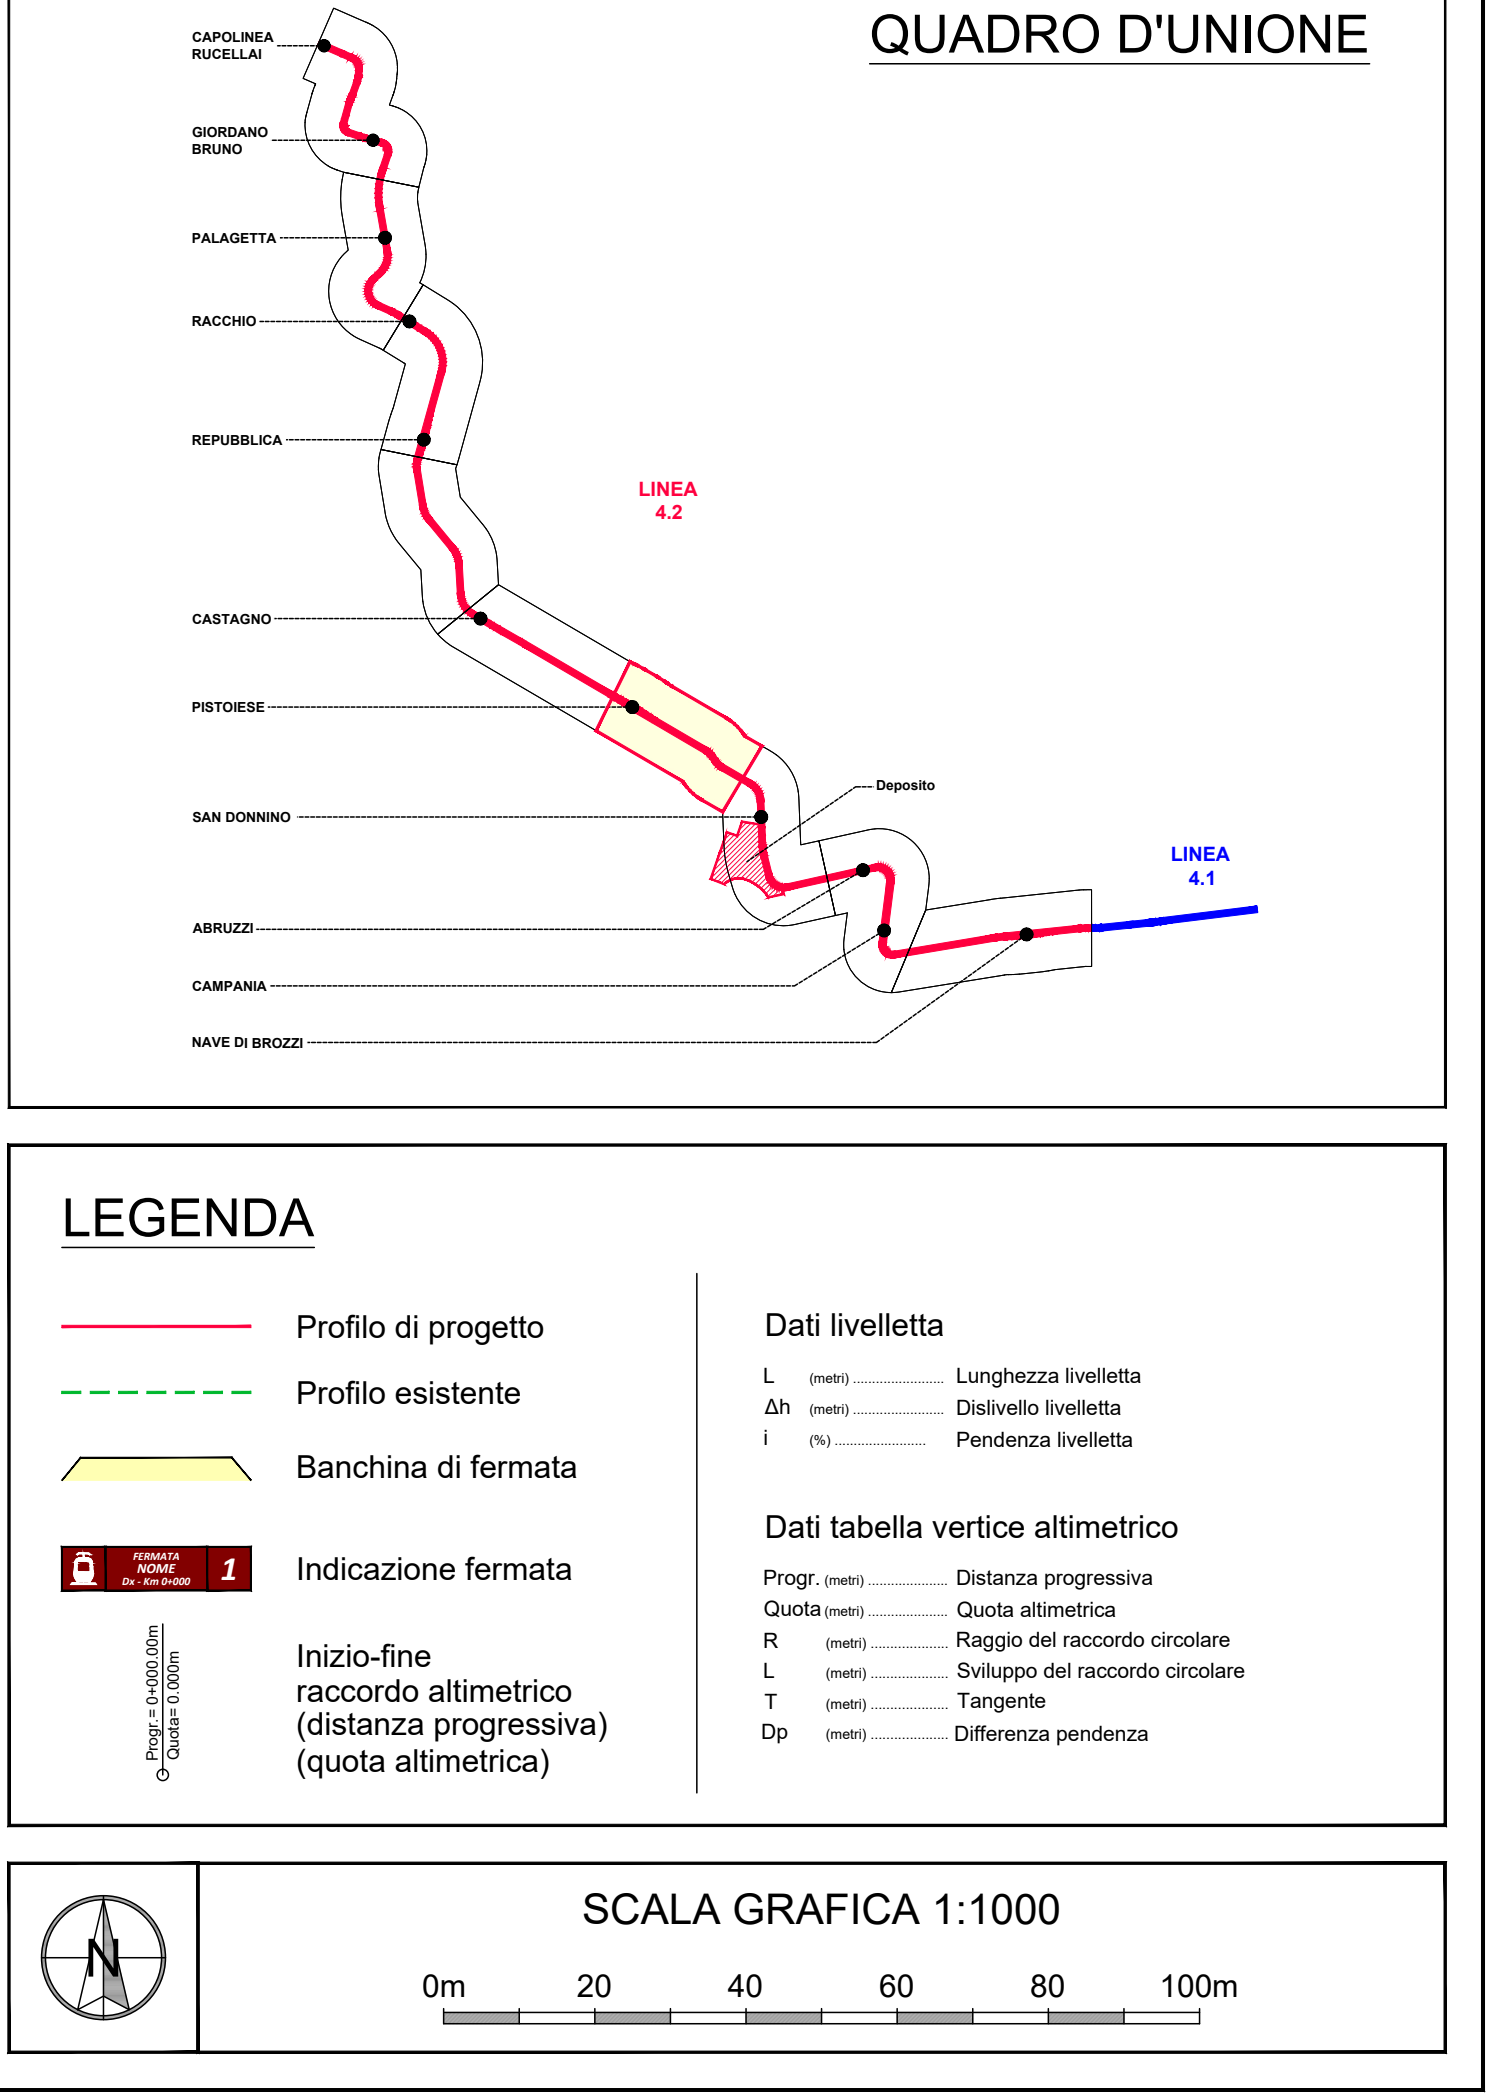 QUADRO D'UNIONE
CAPOLINEA
RUCELLAI
GIORDANO
BRUNO
PALAGETTA
RACCHIO
REPUBBLICA
LINEA
4.2
CASTAGNO
PISTOIESE
Deposito
SAN DONNINO
LINEA
4.1
ABRUZZI
CAMPANIA
NAVE DI BROZZI
LEGENDA
Profilo di progetto
Profilo esistente
Banchina di fermata
FERMATA
NOME
Dx - Km 0+000
1
Indicazione fermata
Progr.= 0+000.00m
Quota= 0.000m
Inizio-fine
raccordo altimetrico
(distanza progressiva)
(quota altimetrica)
Dati livelletta
L (metri) ........................ Lunghezza livelletta
Δh (metri) ........................ Dislivello livelletta
i (%) ........................ Pendenza livelletta
Dati tabella vertice altimetrico
Progr. (metri) ..................... Distanza progressiva
Quota (metri) ..................... Quota altimetrica
R (metri) ..................... Raggio del raccordo circolare
L (metri) ..................... Sviluppo del raccordo circolare
T (metri) ..................... Tangente
Dp (metri) ..................... Differenza pendenza
N
SCALA GRAFICA 1:1000
0m 20 40 60 80 100m